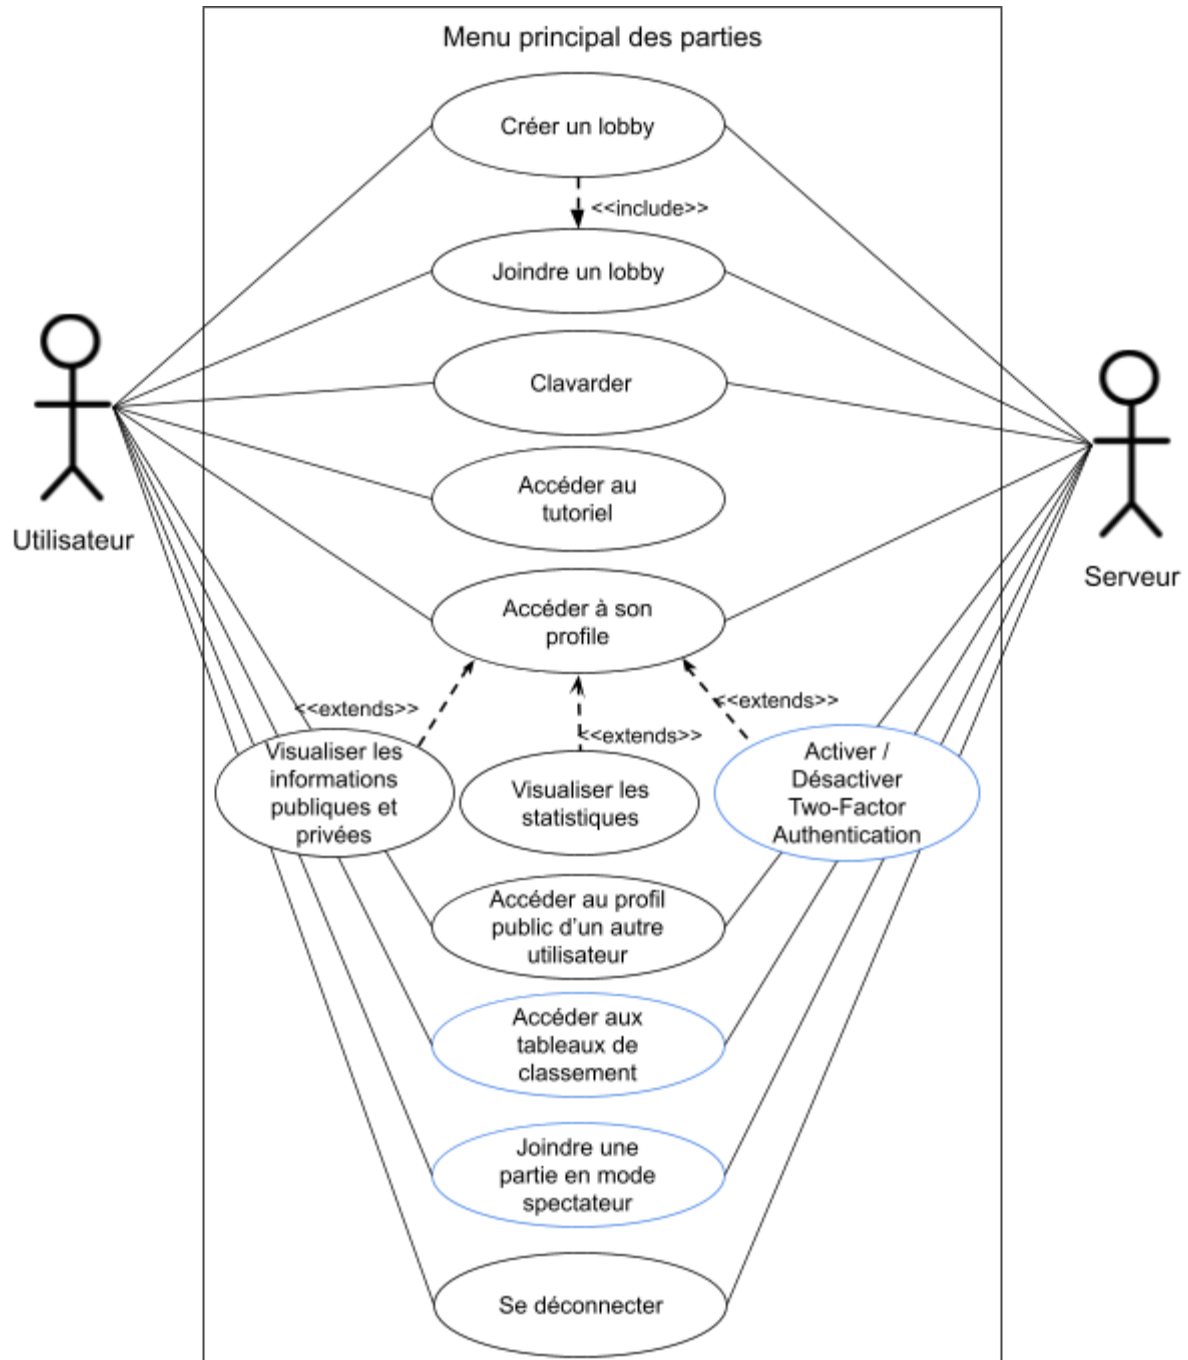 Menu principal des parties
Créer un lobby
<<include>>
Joindre un lobby
Clavarder
Accéder au
tutoriel
Utilisateur
Serveur
Accéder à son
profile
<<extends>>
<<extends>>
<<extends>>
Visualiser les
informations
publiques et
privées
Visualiser les
statistiques
Activer /
Désactiver
Two-Factor
Authentication
Accéder au profil
public d'un autre
utilisateur
Accéder aux
tableaux de
classement
Joindre une
partie en mode
spectateur
Se déconnecter